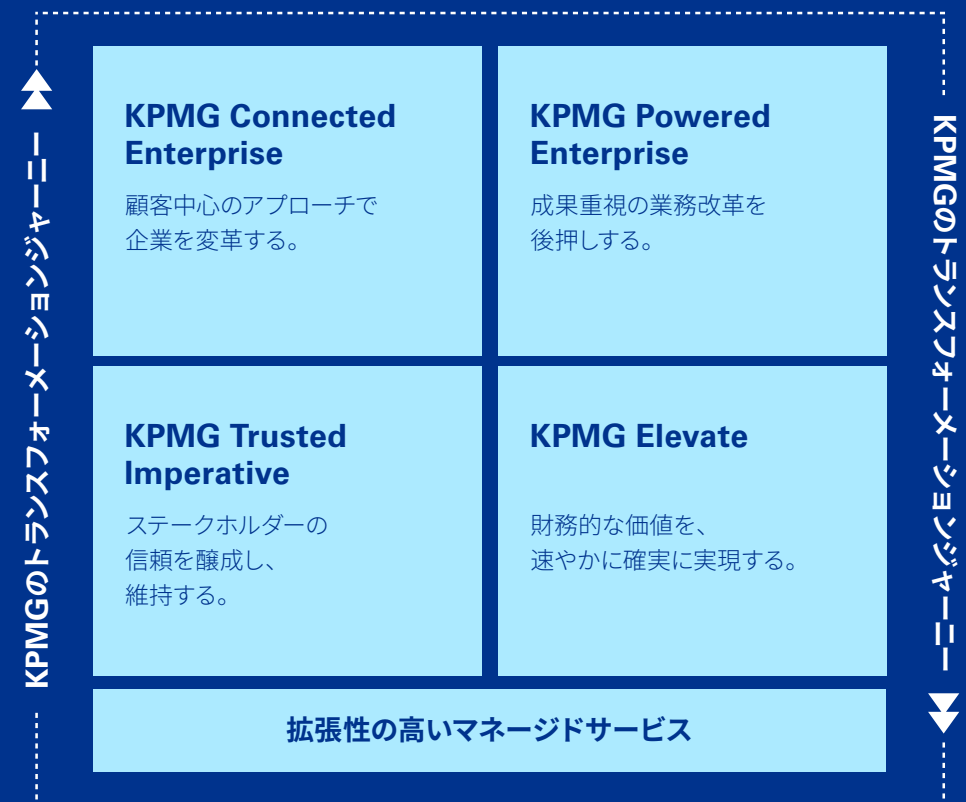 KPMGのトランスフォーメーションジャーニー
KPMG Connected
Enterprise
顧客中心のアプローチで
企業を変革する。
KPMG Powered
Enterprise
成果重視の業務改革を
後押しする。
KPMG Trusted
Imperative
ステークホルダーの
信頼を醸成し、
維持する。
KPMG Elevate
財務的な価値を、
速やかに確実に実現する。
拡張性の高いマネージドサービス
KPMGのトランスフォーメーションジャーニー